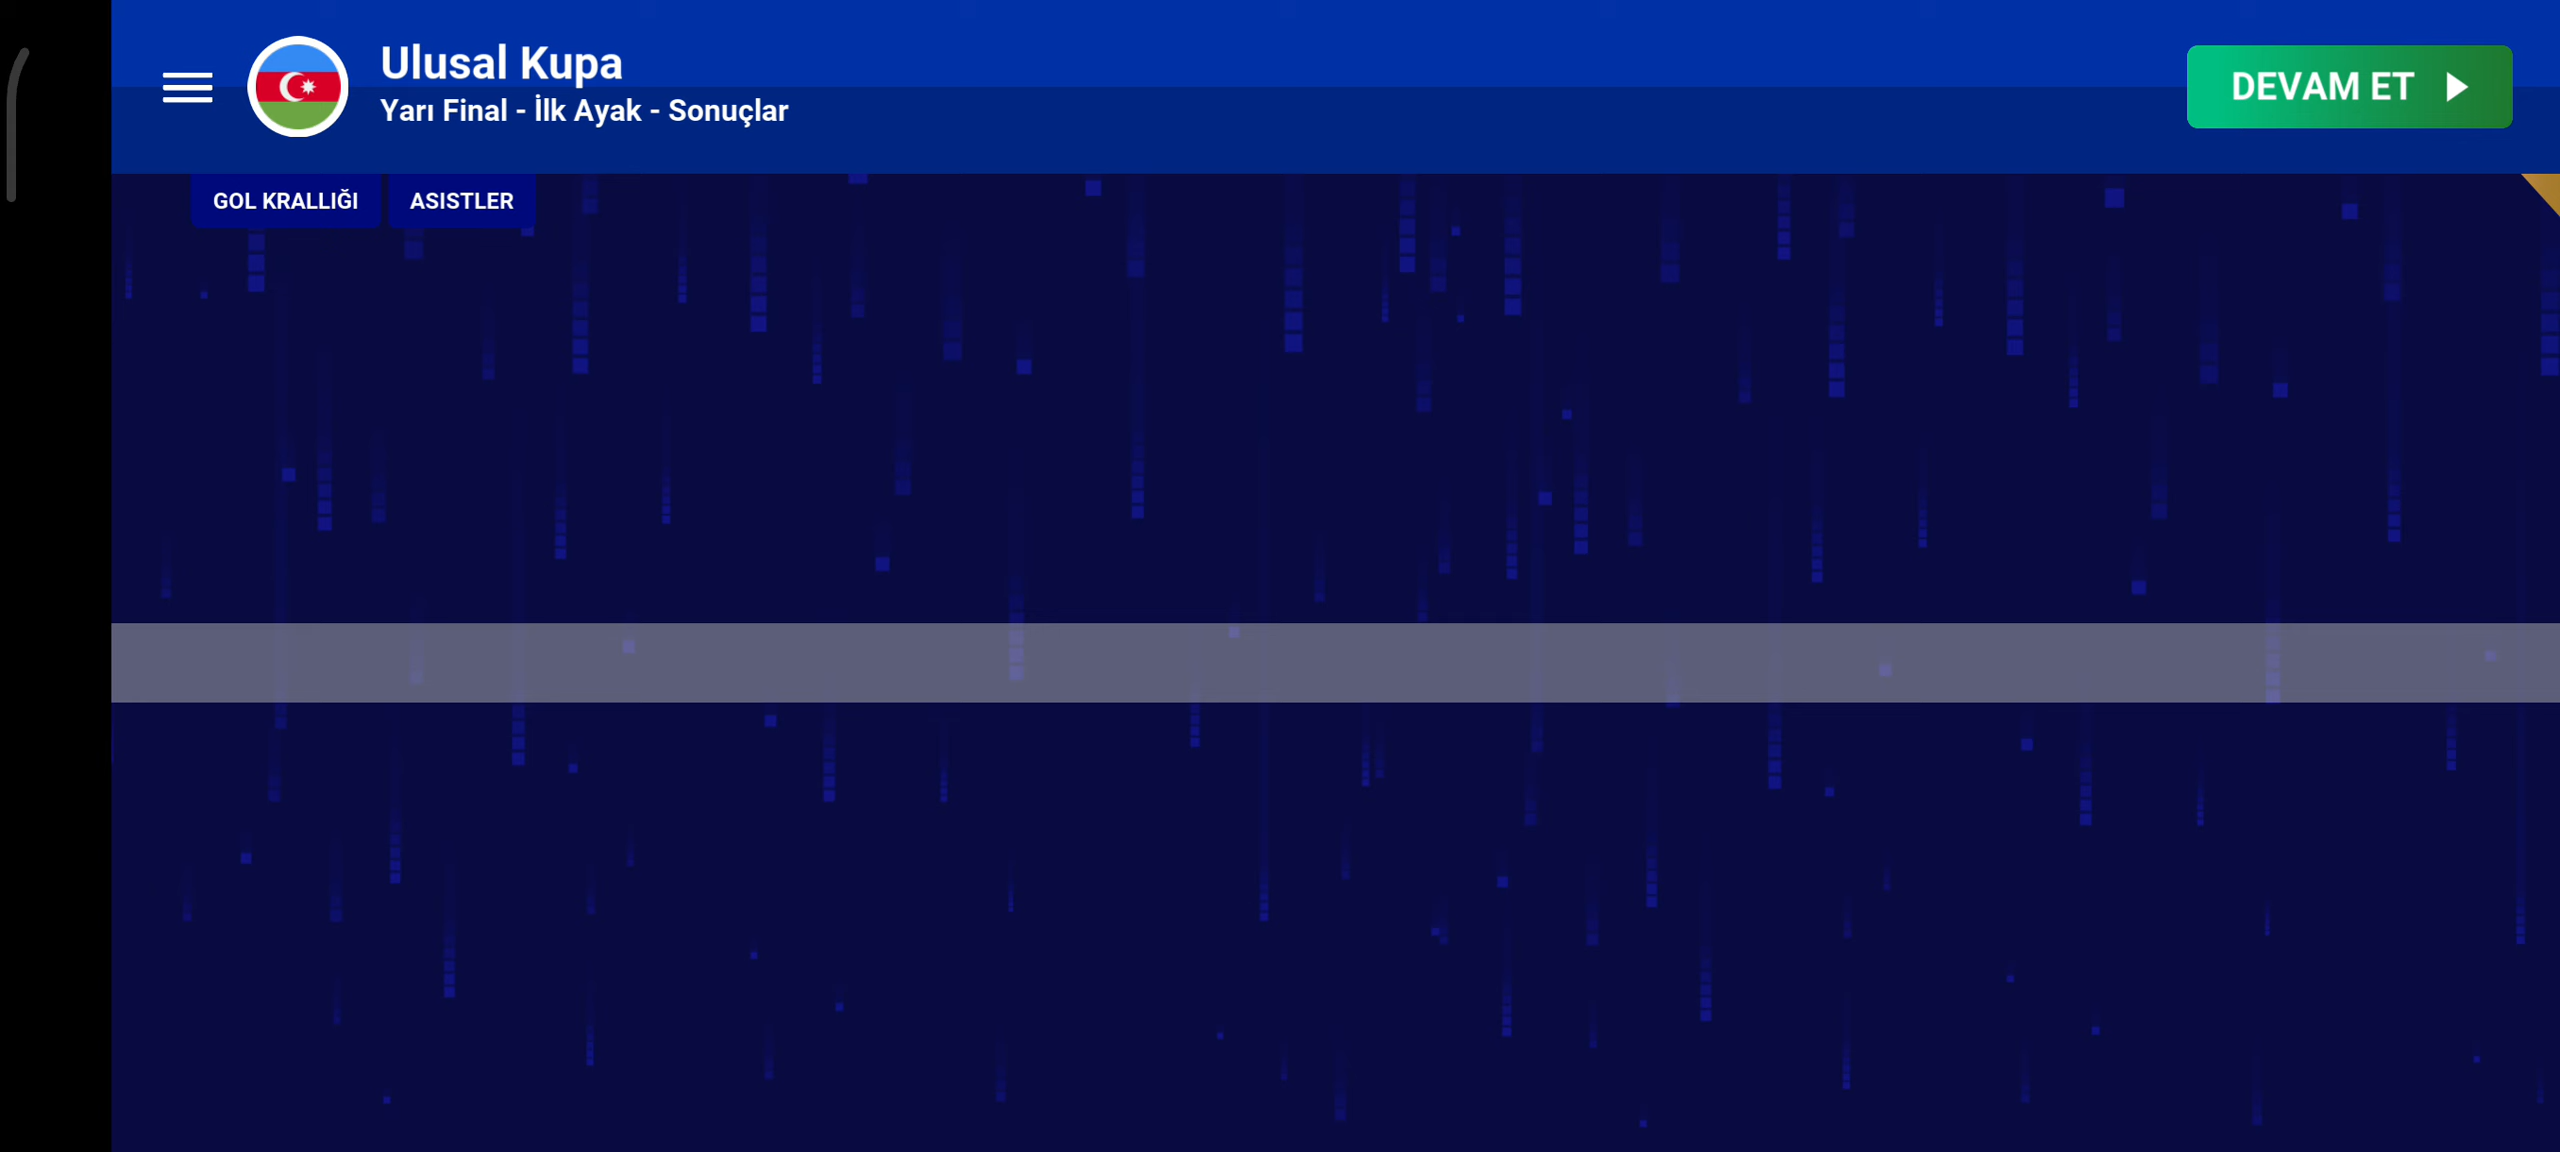 Ulusal Kupa
Yarı Final - İlk Ayak - Sonuçlar
DEVAM ET
GOL KRALLIĞI
ASISTLER